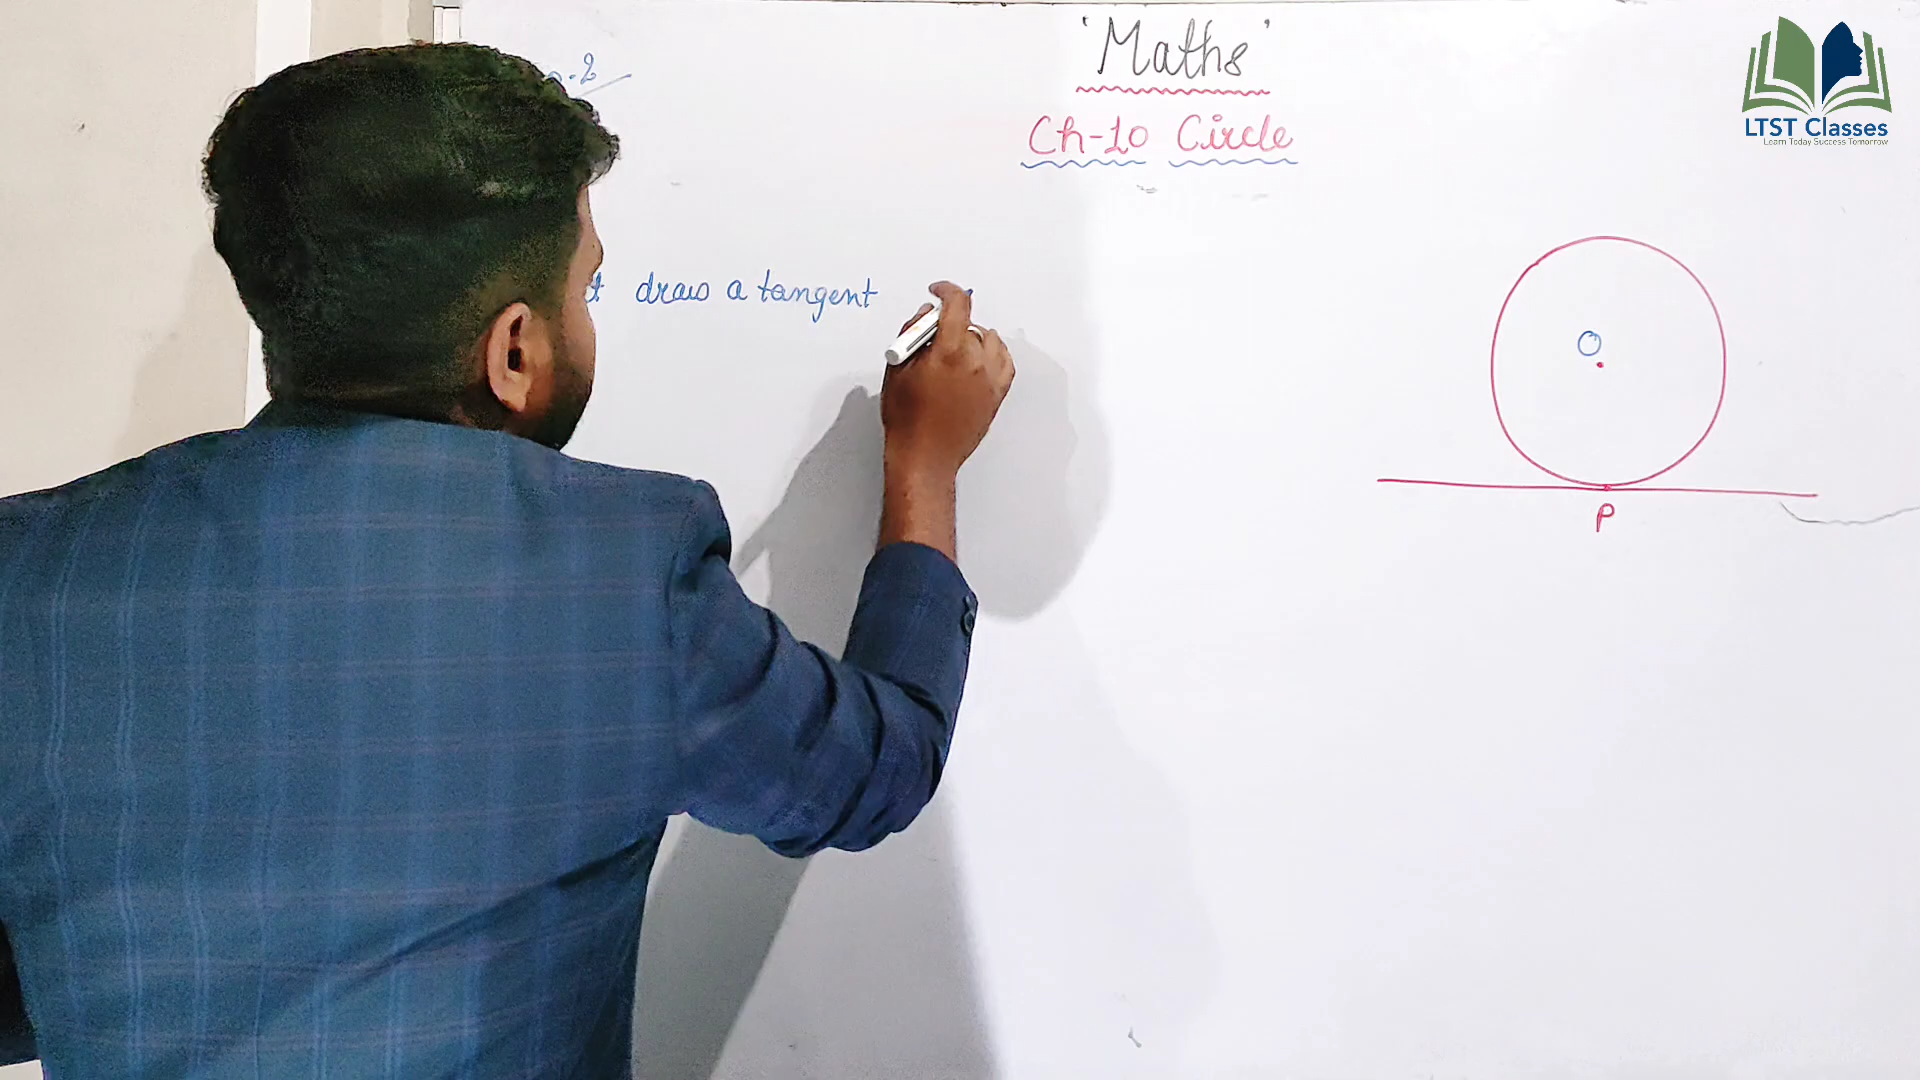 'Maths'
Ch-10 Circle
LTST Classes
Learn Today Success Tomorrow
draw a tangent
O
P